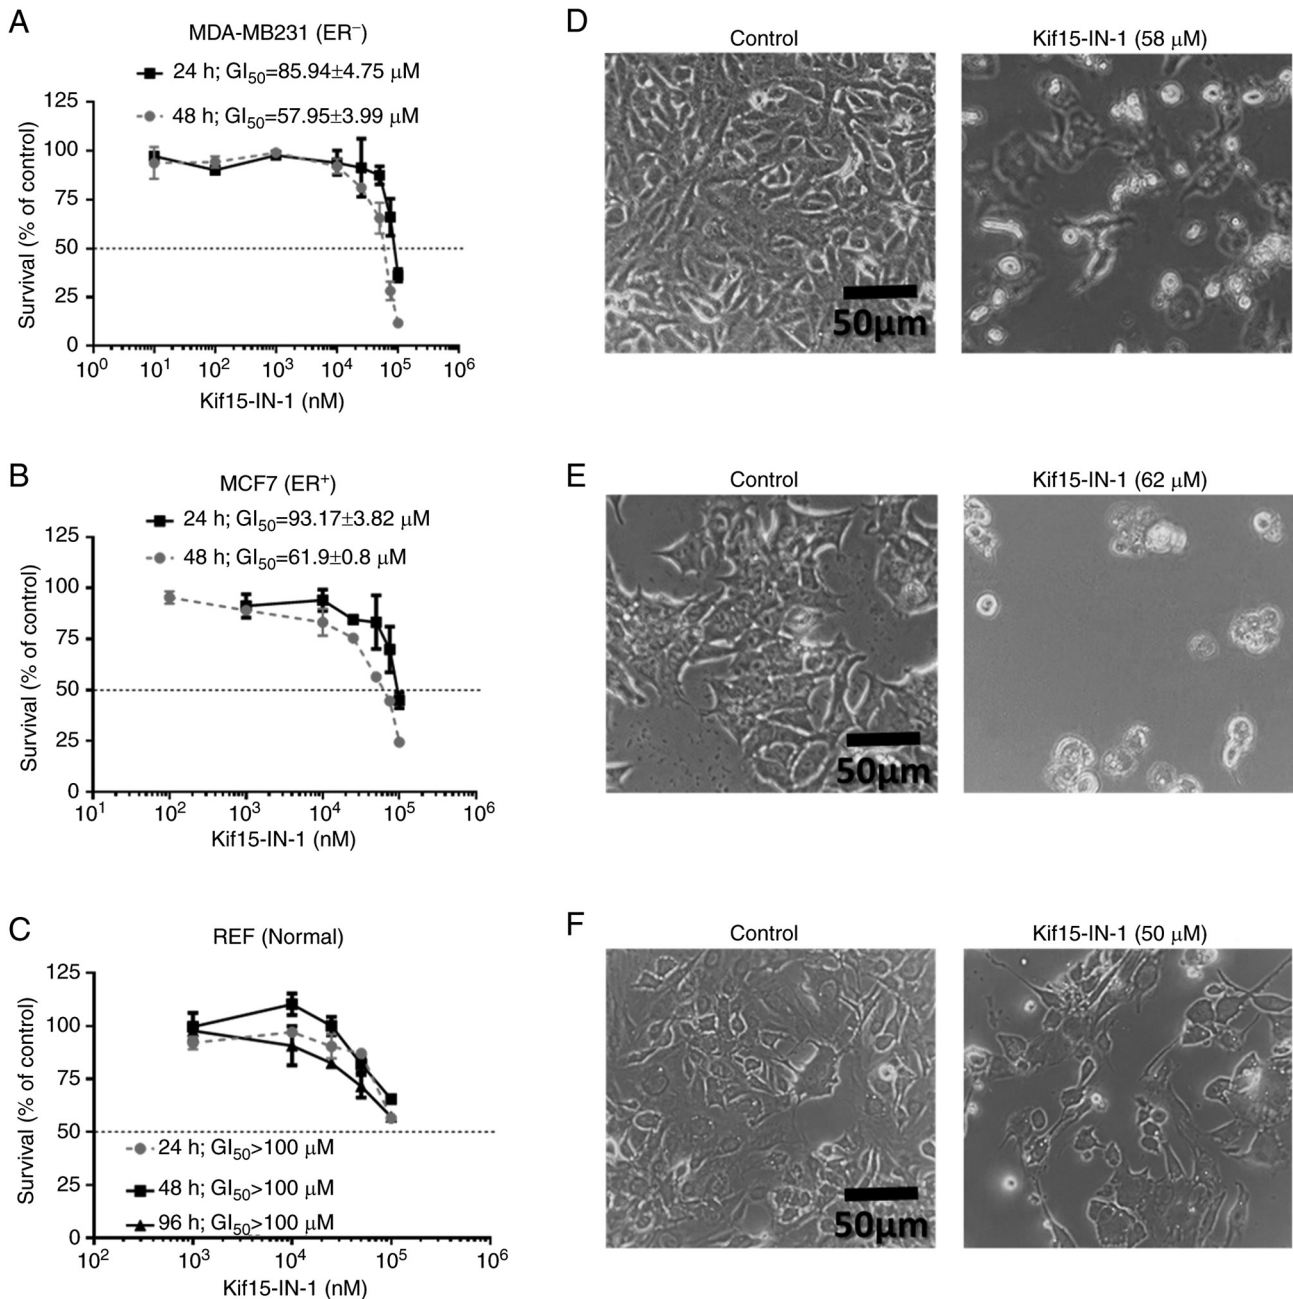 A
MDA-MB231 (ER⁻)
24 h; GI₅₀=85.94±4.75 μM
48 h; GI₅₀=57.95±3.99 μM
125
100
75
50
25
0
Survival (% of control)
10⁰ 10¹ 10² 10³ 10⁴ 10⁵ 10⁶
Kif15-IN-1 (nM)
D
Control
Kif15-IN-1 (58 μM)
50μm
B
MCF7 (ER⁺)
24 h; GI₅₀=93.17±3.82 μM
48 h; GI₅₀=61.9±0.8 μM
125
100
75
50
25
0
Survival (% of control)
10¹ 10² 10³ 10⁴ 10⁵ 10⁶
Kif15-IN-1 (nM)
E
Control
Kif15-IN-1 (62 μM)
50μm
C
REF (Normal)
125
100
75
50
25
0
Survival (% of control)
24 h; GI₅₀>100 μM
48 h; GI₅₀>100 μM
96 h; GI₅₀>100 μM
10² 10³ 10⁴ 10⁵ 10⁶
Kif15-IN-1 (nM)
F
Control
Kif15-IN-1 (50 μM)
50μm